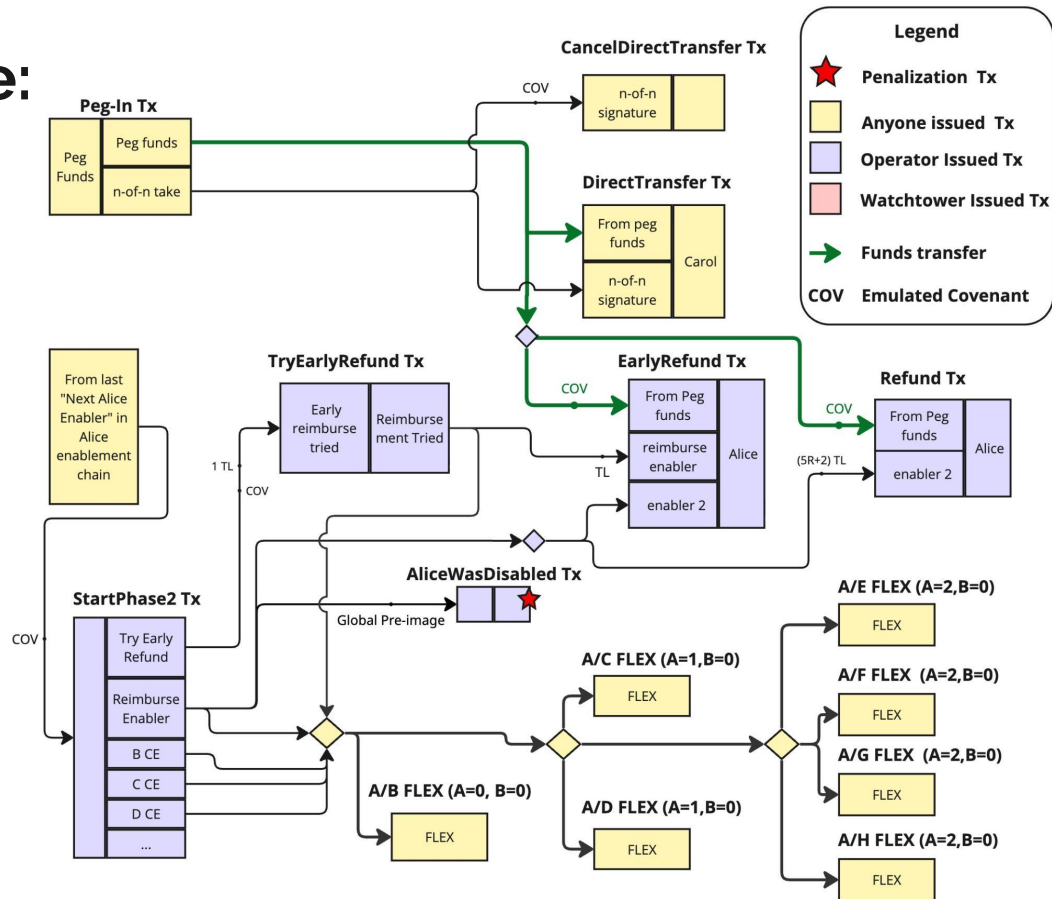 e:
Legend
Penalization Tx
Anyone issued Tx
Operator Issued Tx
Watchtower Issued Tx
Funds transfer
COV Emulated Covenant
CancelDirectTransfer Tx
COV
n-of-n
signature
Peg-In Tx
Peg
Funds
Peg funds
n-of-n take
DirectTransfer Tx
From peg
funds
n-of-n
signature
Carol
From last
"Next Alice
Enabler" in
Alice
enablement
chain
TryEarlyRefund Tx
Early
reimburse
tried
Reimburse
ment Tried
1 TL
COV
EarlyRefund Tx
COV
From Peg
funds
reimburse
enabler
enabler 2
Alice
TL
Refund Tx
COV
From Peg
funds
enabler 2
Alice
(5R+2) TL
AliceWasDisabled Tx
Global Pre-image
StartPhase2 Tx
COV
Try Early
Refund
Reimburse
Enabler
B CE
C CE
D CE
...
A/B FLEX (A=0, B=0)
FLEX
A/C FLEX (A=1,B=0)
FLEX
A/D FLEX (A=1,B=0)
FLEX
A/E FLEX (A=2,B=0)
FLEX
A/F FLEX (A=2,B=0)
FLEX
A/G FLEX (A=2,B=0)
FLEX
A/H FLEX (A=2,B=0)
FLEX